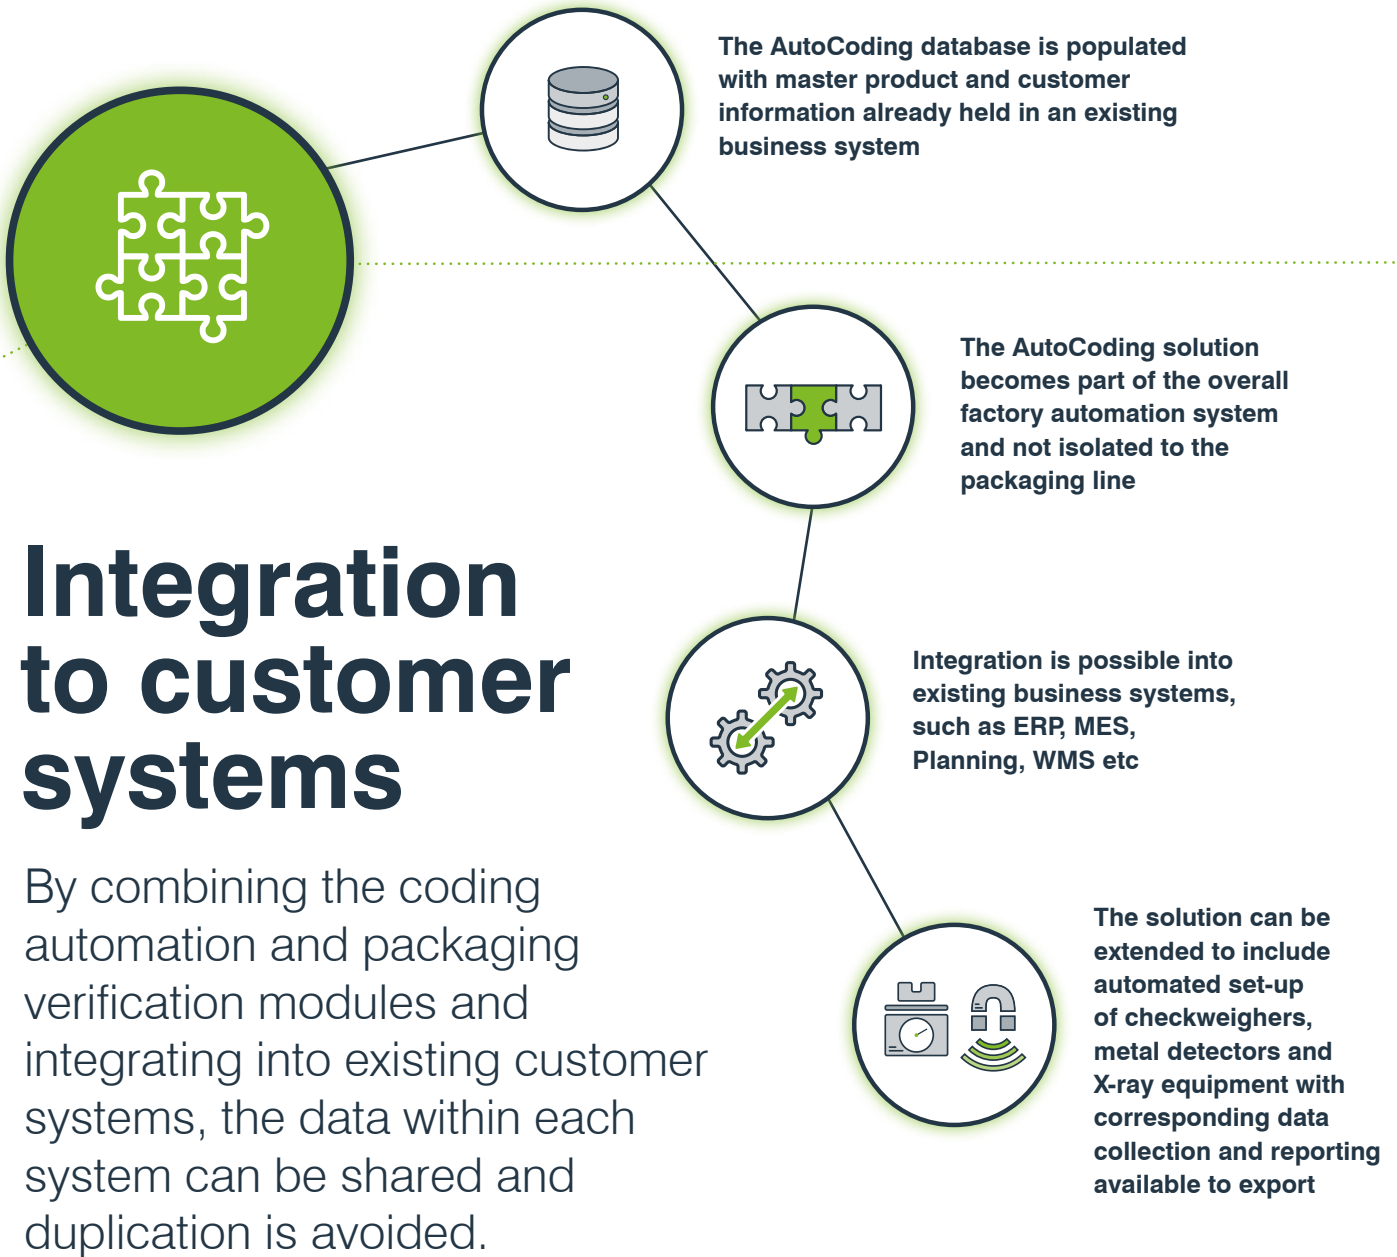 The AutoCoding database is populated
with master product and customer
information already held in an existing
business system
The AutoCoding solution
becomes part of the overall
factory automation system
and not isolated to the
packaging line
Integration
to customer
systems
Integration is possible into
existing business systems,
such as ERP, MES,
Planning, WMS etc
By combining the coding
automation and packaging
verification modules and
integrating into existing customer
systems, the data within each
system can be shared and
duplication is avoided.
The solution can be
extended to include
automated set-up
of checkweighers,
metal detectors and
X-ray equipment with
corresponding data
collection and reporting
available to export